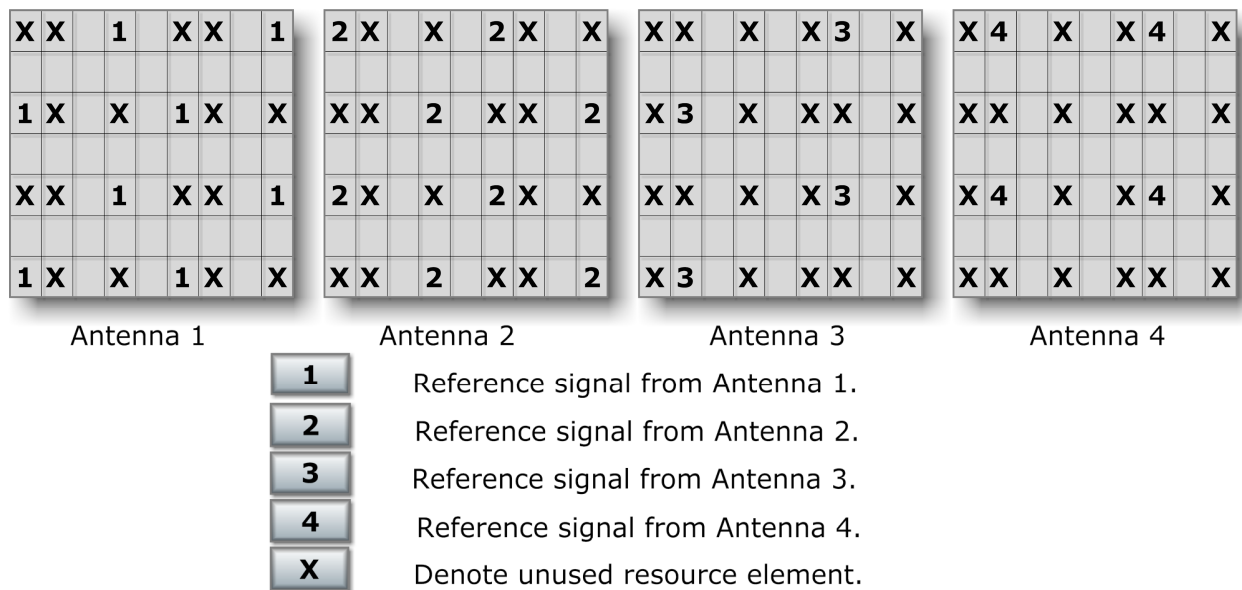 X X 1 X X 1 2 X X 2 X X X X X X 3 X X 4 X X 4 X
1 X X 1 X X X X 2 X X 2 X 3 X X X X X X X X X X
X X 1 X X 1 2 X X 2 X X X X X X 3 X X 4 X X 4 X
1 X X 1 X X X X 2 X X 2 X 3 X X X X X X X X X X
Antenna 1 Antenna 2 Antenna 3 Antenna 4
1 Reference signal from Antenna 1.
2 Reference signal from Antenna 2.
3 Reference signal from Antenna 3.
4 Reference signal from Antenna 4.
X Denote unused resource element.